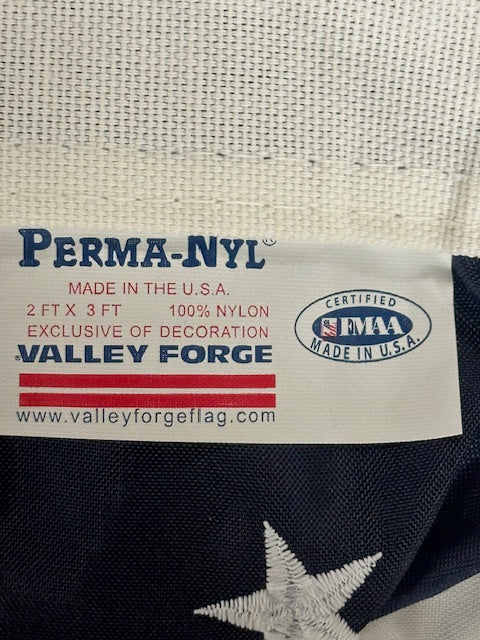 PERMA-NYL®
MADE IN THE U.S.A.
2 FT X 3 FT 100% NYLON
EXCLUSIVE OF DECORATION
®VALLEY FORGE
www.valleyforgeflag.com
CERTIFIED
FMAA
MADE IN U.S.A.